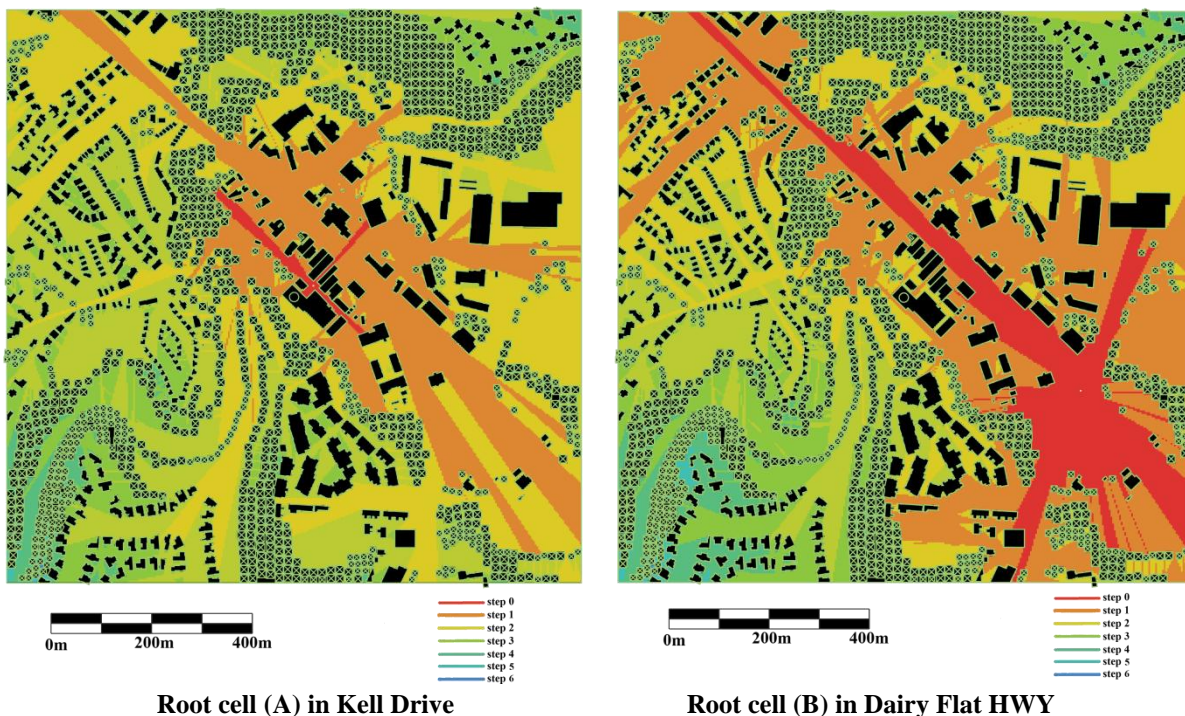 step 0
step 1
step 2
step 3
step 4
step 5
step 6
0m 200m 400m
Root cell (A) in Kell Drive
step 0
step 1
step 2
step 3
step 4
step 5
step 6
0m 200m 400m
Root cell (B) in Dairy Flat HWY